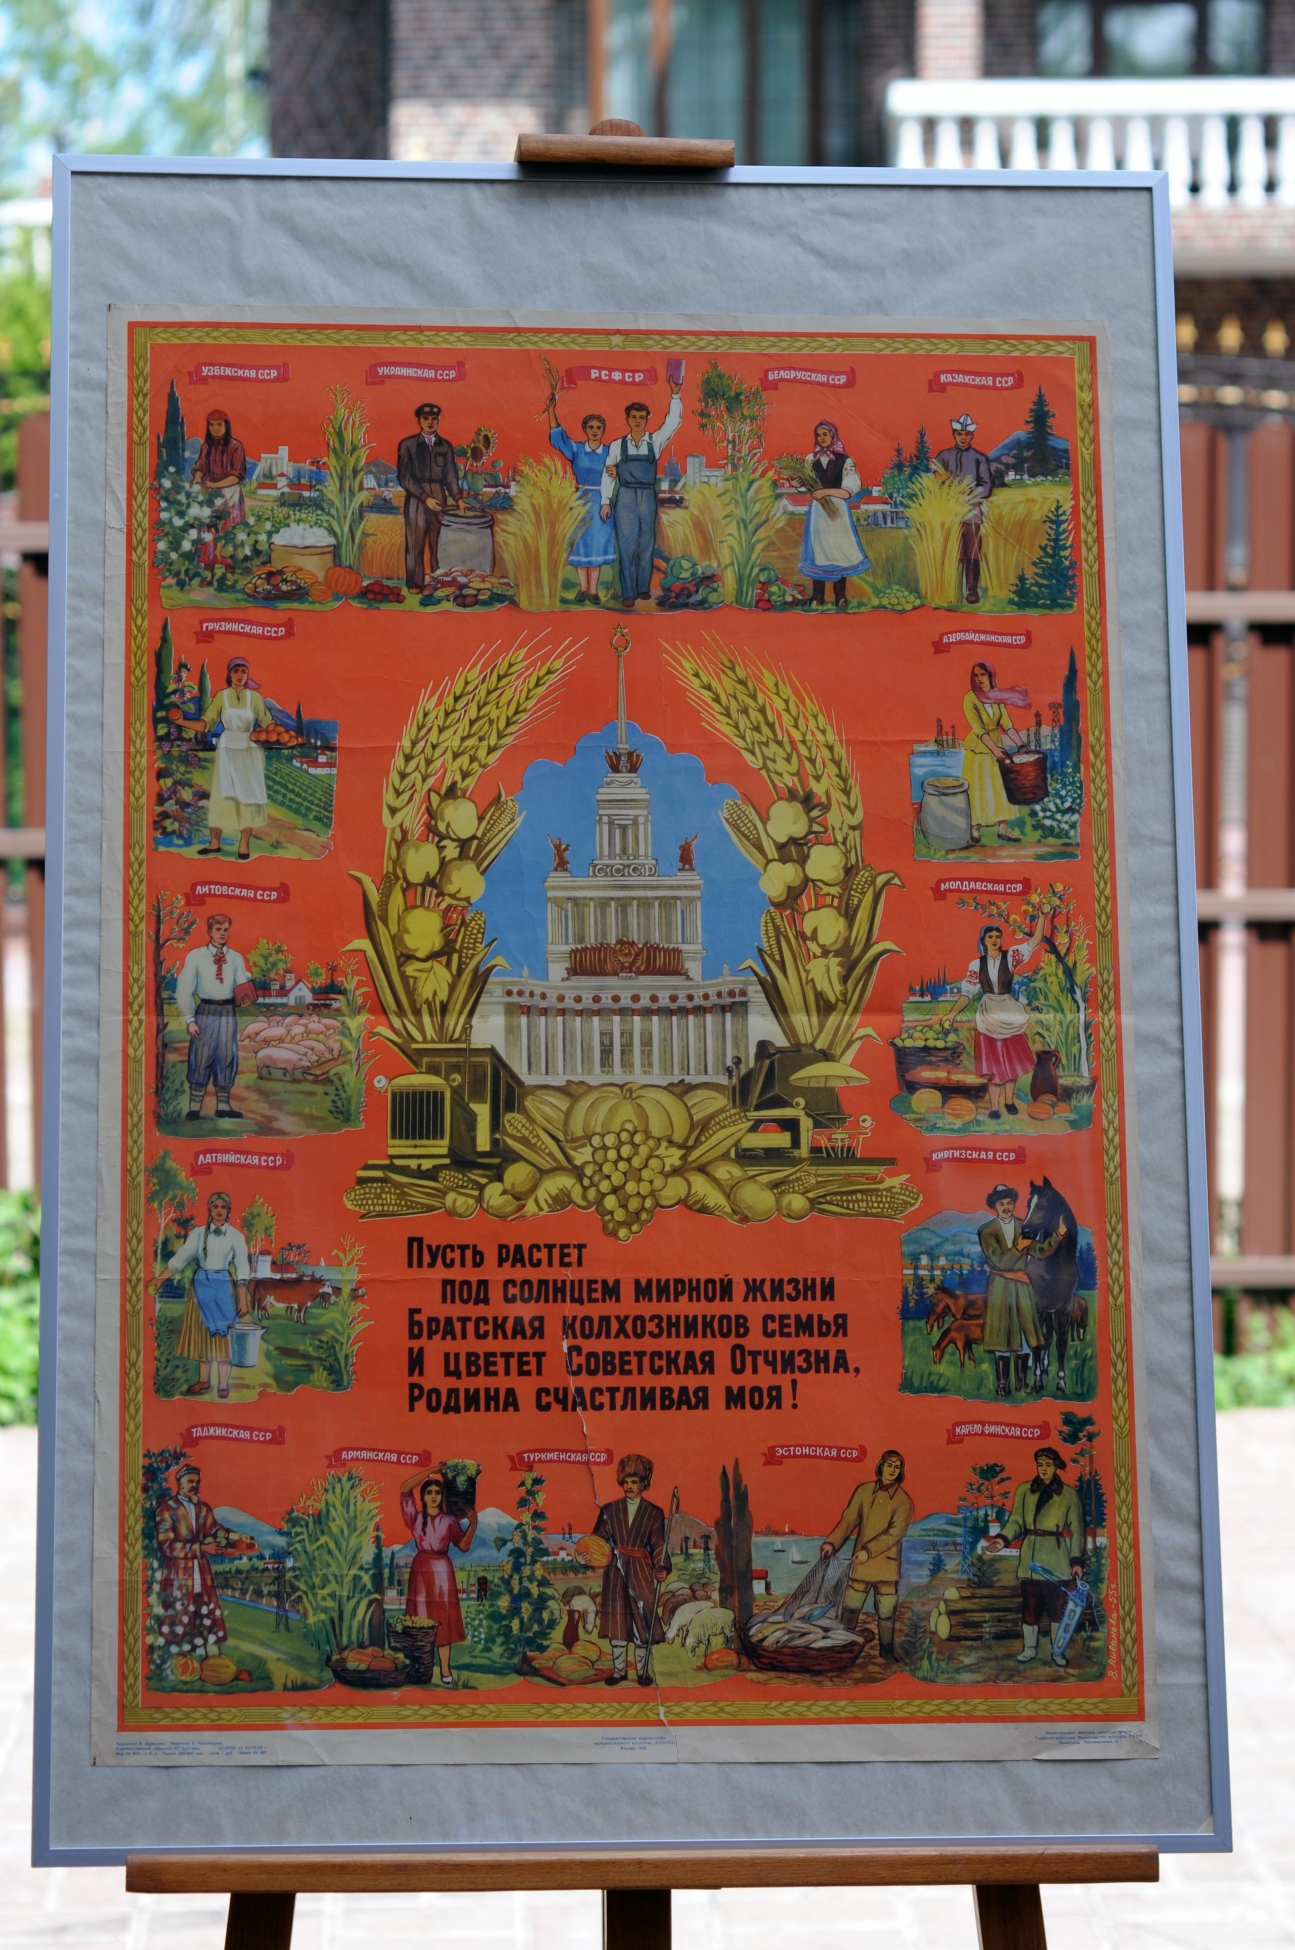 УЗБЕКСКАЯ ССР
УКРАИНСКАЯ ССР
РСФСР
БЕЛОРУССКАЯ ССР
КАЗАХСКАЯ ССР
ГРУЗИНСКАЯ ССР
АЗЕРБАЙДЖАНСКАЯ ССР
СССР
ЛИТОВСКАЯ ССР
МОЛДАВСКАЯ ССР
ЛАТВИЙСКАЯ ССР
КИРГИЗСКАЯ ССР
ПУСТЬ РАСТЕТ
ПОД СОЛНЦЕМ МИРНОЙ ЖИЗНИ
БРАТСКАЯ КОЛХОЗНИКОВ СЕМЬЯ
И ЦВЕТЕТ СОВЕТСКАЯ ОТЧИЗНА,
РОДИНА СЧАСТЛИВАЯ МОЯ!
ТАДЖИКСКАЯ ССР
АРМЯНСКАЯ ССР
ТУРКМЕНСКАЯ ССР
ЭСТОНСКАЯ ССР
КАРЕЛО-ФИНСКАЯ ССР
В. Ливанова -55г.